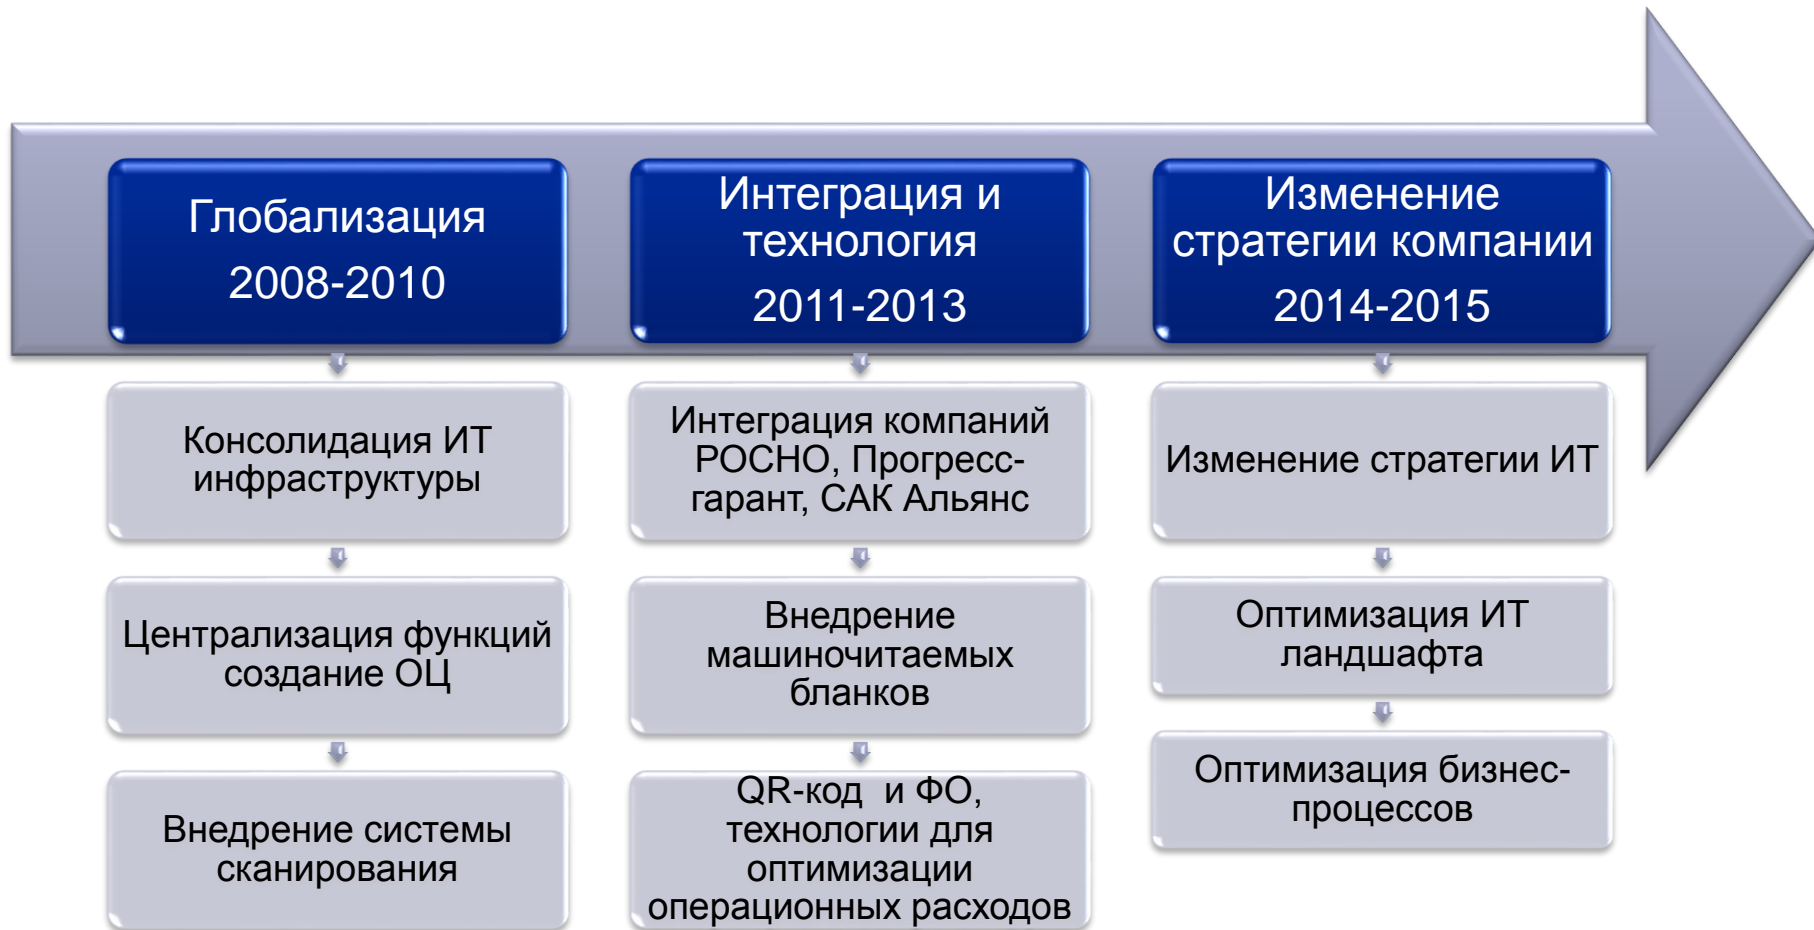 Глобализация
2008-2010
Консолидация ИТ
инфраструктуры
Централизация функций
создание ОЦ
Внедрение системы
сканирования
Интеграция и
технология
2011-2013
Интеграция компаний
РОСНО, Прогресс-
гарант, САК Альянс
Внедрение
машиночитаемых
бланков
QR-код  и ФО,
технологии для
оптимизации
операционных расходов
Изменение
стратегии компании
2014-2015
Изменение стратегии ИТ
Оптимизация ИТ
ландшафта
Оптимизация бизнес-
процессов